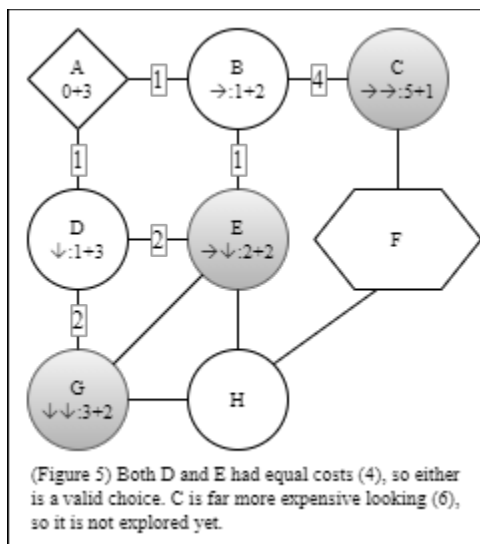 A
0+3
1
B
→:1+2
4
C
→→:5+1
1
1
D
↓:1+3
2
E
→↓:2+2
F
2
G
↓↓:3+2
H
(Figure 5) Both D and E had equal costs (4), so either
is a valid choice. C is far more expensive looking (6),
so it is not explored yet.